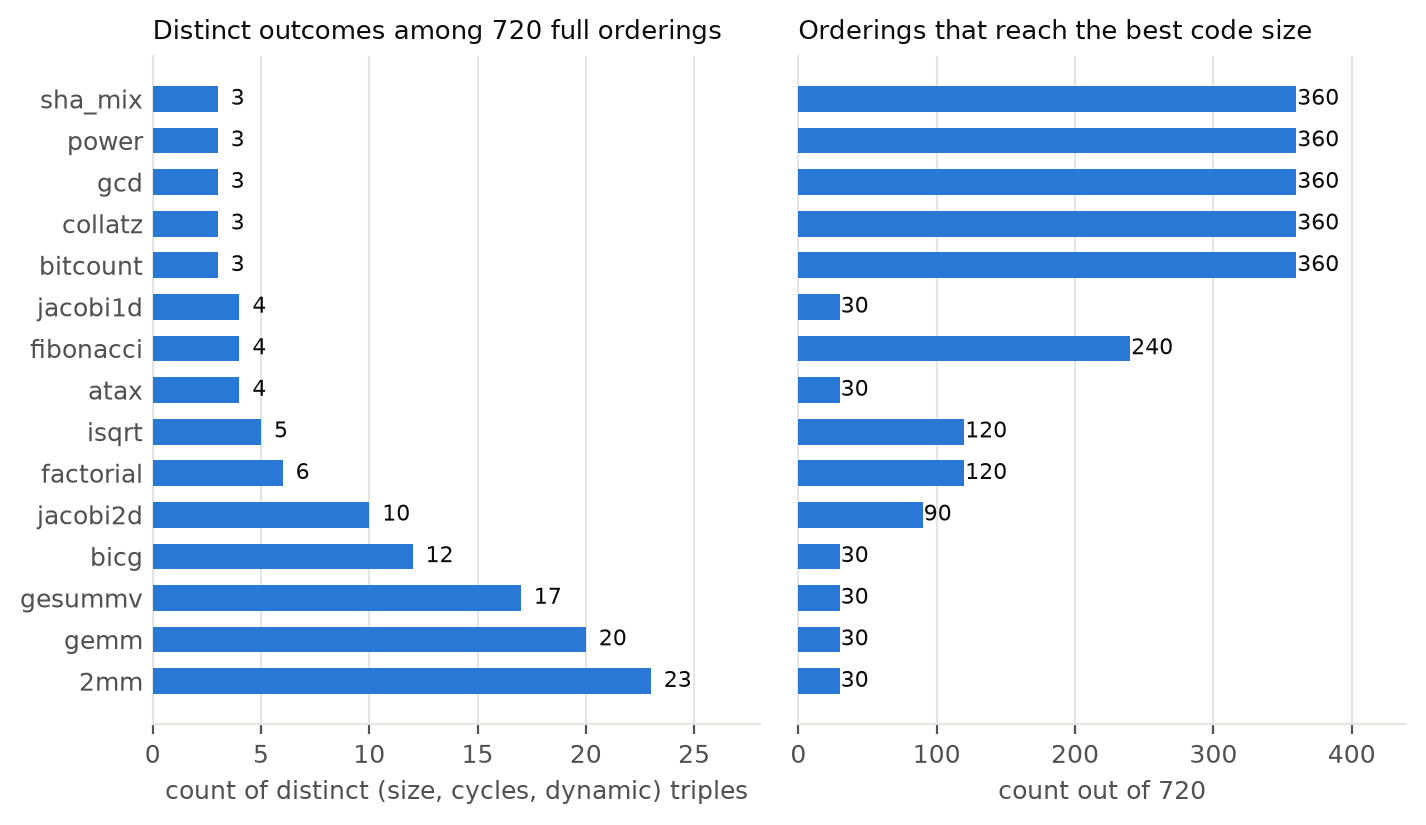 Distinct outcomes among 720 full orderings
sha_mix 3
power 3
gcd 3
collatz 3
bitcount 3
jacobi1d 4
fibonacci 4
atax 4
isqrt 5
factorial 6
jacobi2d 10
bicg 12
gesummv 17
gemm 20
2mm 23
0 5 10 15 20 25
count of distinct (size, cycles, dynamic) triples
Orderings that reach the best code size
360
360
360
360
360
30
240
30
120
120
90
30
30
30
30
0 100 200 300 400
count out of 720